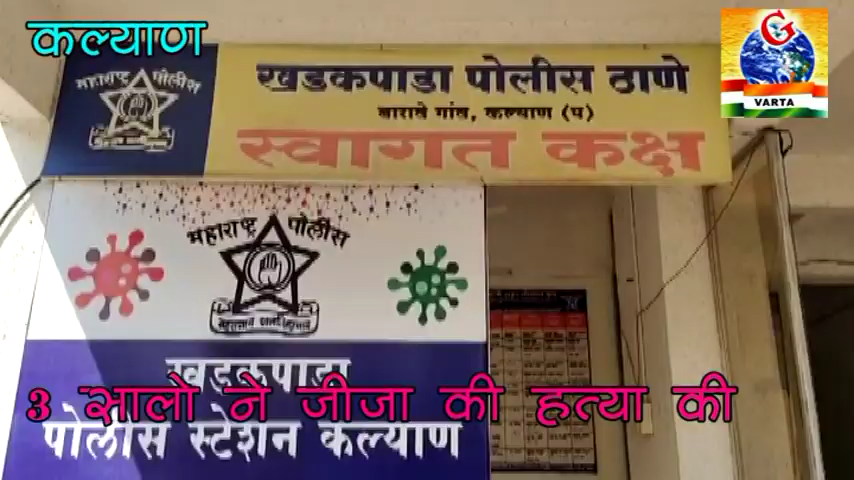 कल्याण
G
VARTA
महाराष्ट्र पोलीस
खडकपाडा पोलीस ठाणे
बारावे गांव, कल्याण (प)
स्वागत कक्ष
महाराष्ट्र पोलीस
खडकपाडा
3 सालो ने जीजा की हत्या की
पोलीस स्टेशन कल्याण